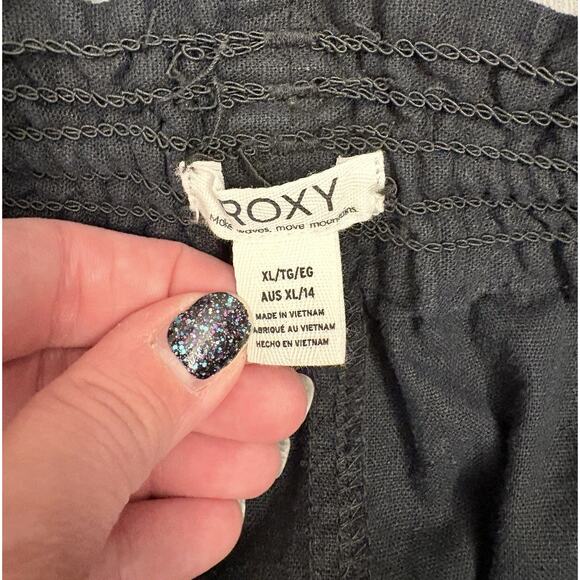 ROXY
Make waves, move mountains.
XL/TG/EG
AUS XL/14
MADE IN VIETNAM
FABRIQUÉ AU VIETNAM
HECHO EN VIETNAM